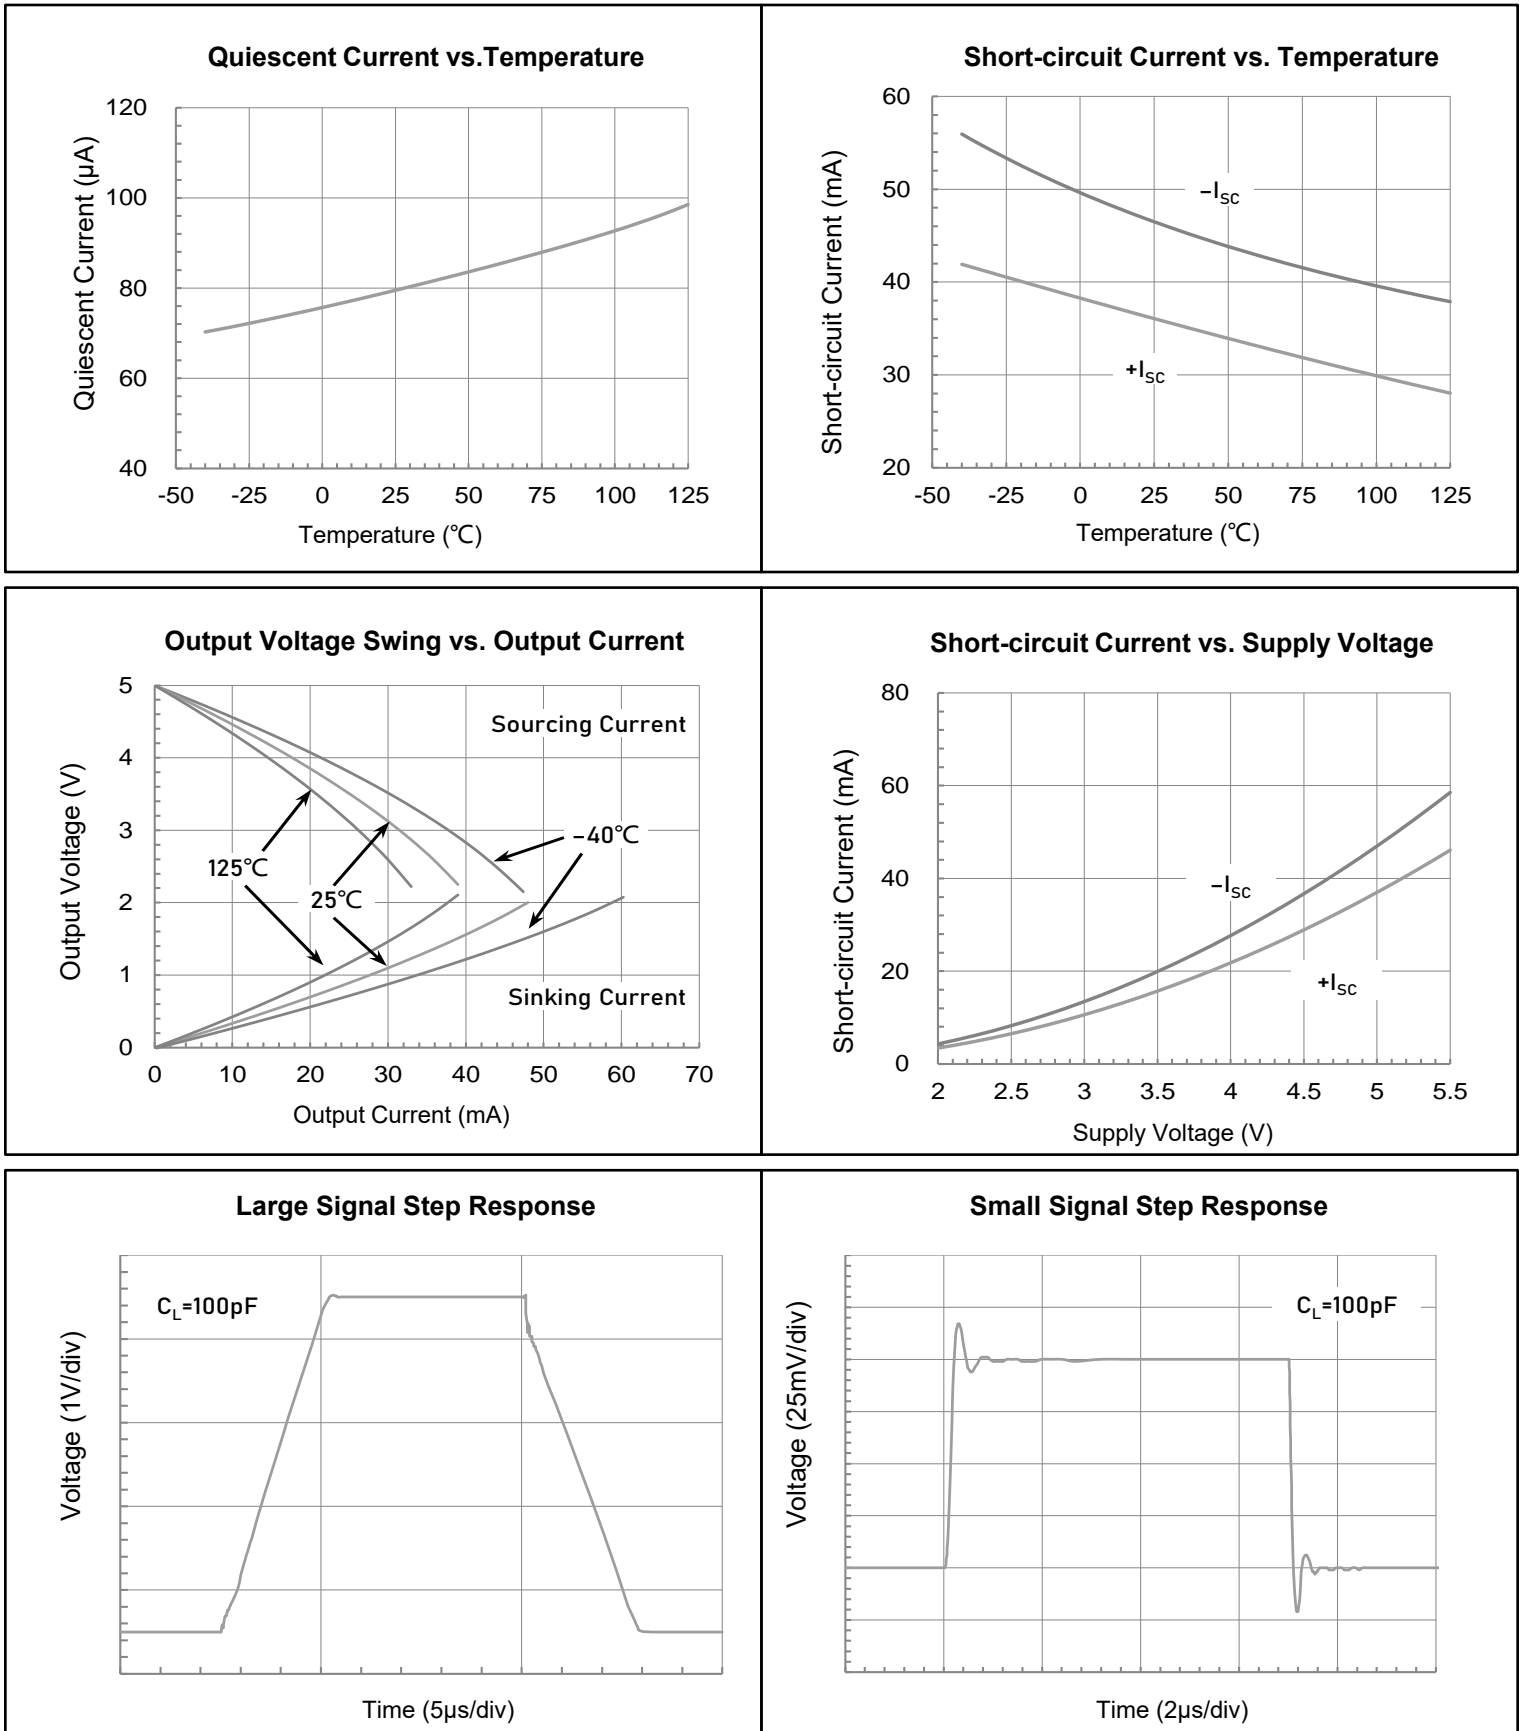 Quiescent Current vs.Temperature
Quiescent Current (µA)
120
100
80
60
40
-50 -25 0 25 50 75 100 125
Temperature (℃)
Short-circuit Current vs. Temperature
Short-circuit Current (mA)
60
50
40
30
20
−ISC
+ISC
-50 -25 0 25 50 75 100 125
Temperature (℃)
Output Voltage Swing vs. Output Current
Output Voltage (V)
5
4
3
2
1
0
Sourcing Current
−40℃
125℃
25℃
Sinking Current
0 10 20 30 40 50 60 70
Output Current (mA)
Short-circuit Current vs. Supply Voltage
Short-circuit Current (mA)
80
60
40
20
0
−ISC
+ISC
2 2.5 3 3.5 4 4.5 5 5.5
Supply Voltage (V)
Large Signal Step Response
Voltage (1V/div)
CL=100pF
Time (5µs/div)
Small Signal Step Response
Voltage (25mV/div)
CL=100pF
Time (2µs/div)